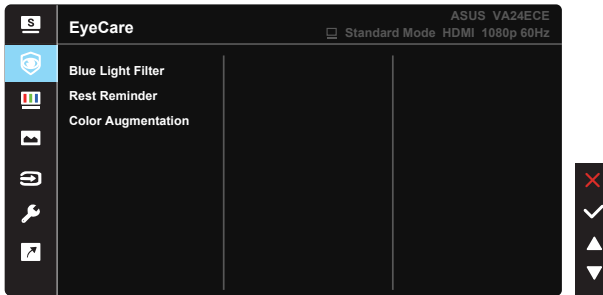 S
EyeCare
ASUS VA24ECE
Standard Mode HDMI 1080p 60Hz
Blue Light Filter
Rest Reminder
Color Augmentation